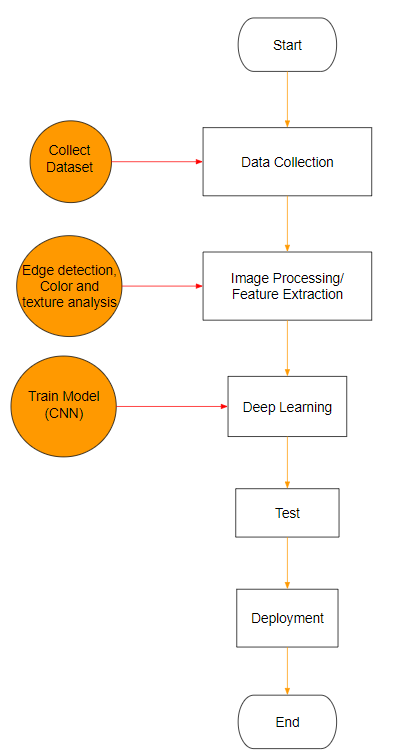 Start
Collect
Dataset
Data Collection
Edge detection,
Color and
texture analysis
Image Processing/
Feature Extraction
Train Model
(CNN)
Deep Learning
Test
Deployment
End